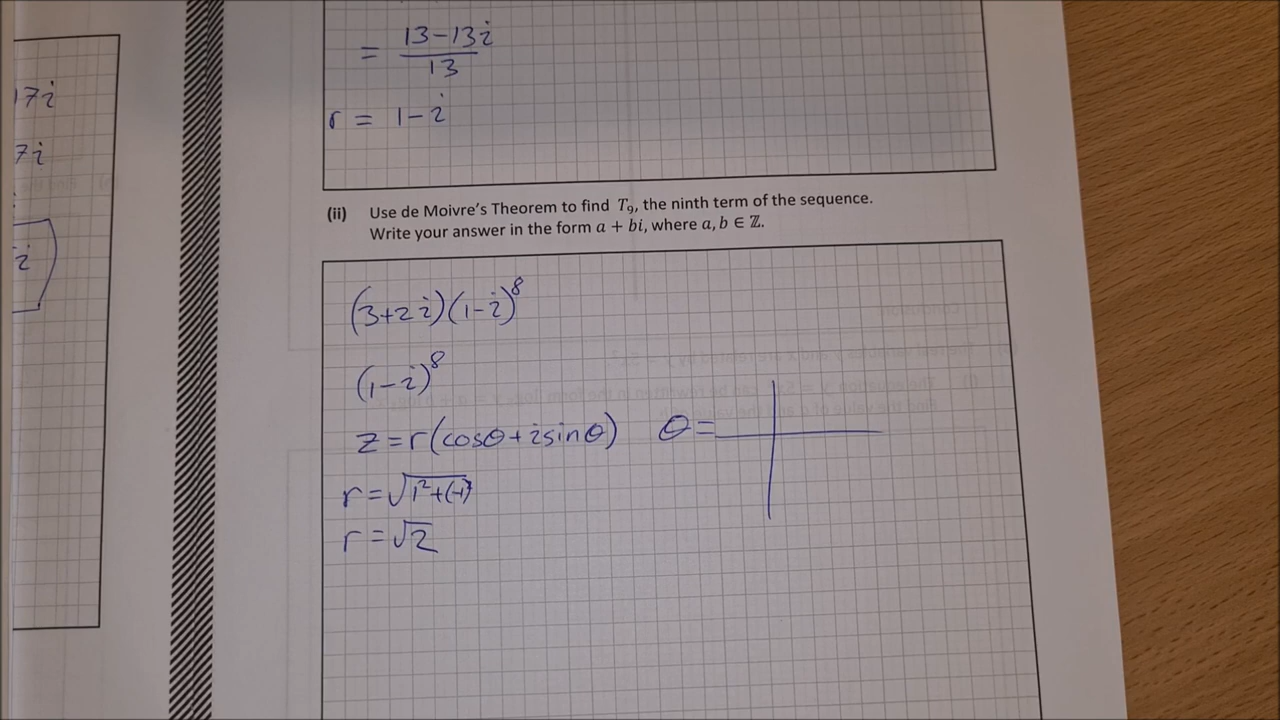 17i
7i
i
= 13-13i / 13
r = 1-i
(ii) Use de Moivre's Theorem to find T₉, the ninth term of the sequence.
Write your answer in the form a + bi, where a, b ∈ ℤ.
(3+2i)(1-i)⁸
(1-i)⁸
z = r(cosθ+isinθ) θ=
r = √1²+(-1)²
r = √2